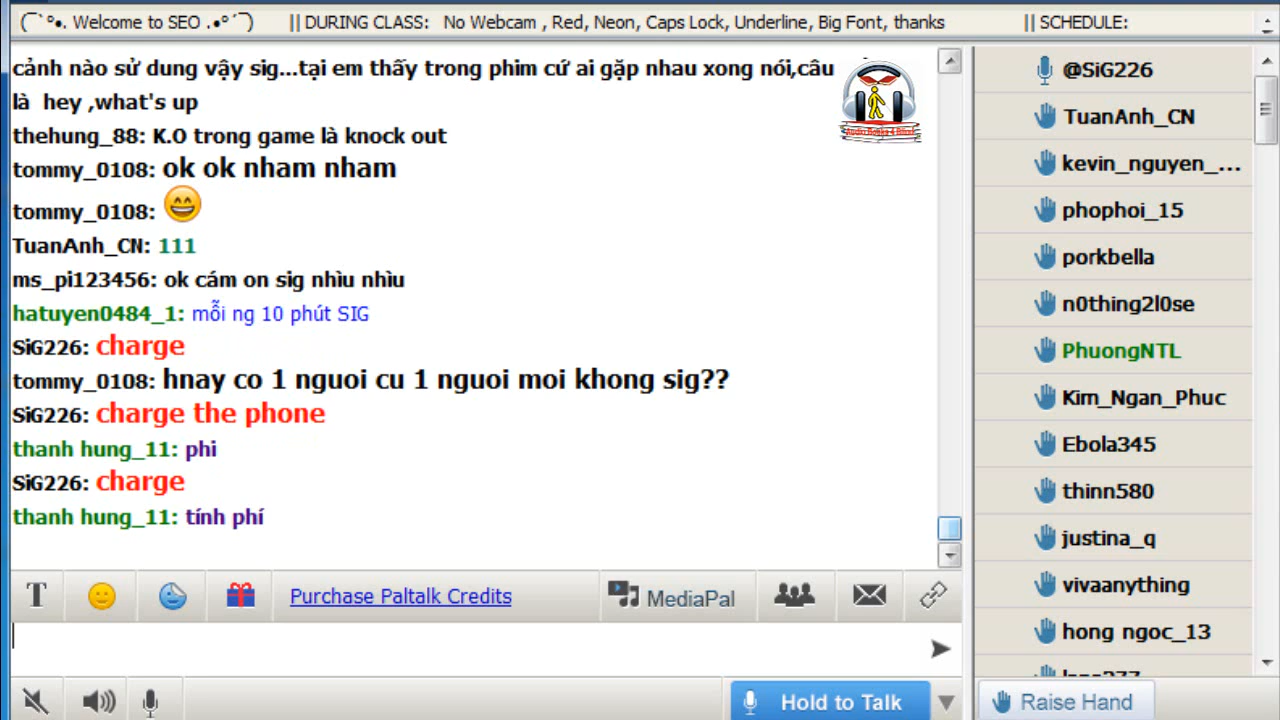 (¯`°•. Welcome to SEO .•°´¯) || DURING CLASS: No Webcam , Red, Neon, Caps Lock, Underline, Big Font, thanks || SCHEDULE:
cảnh nào sử dung vậy sig...tại em thấy trong phim cứ ai gặp nhau xong nói,câu
là hey ,what's up
thehung_88: K.O trong game là knock out
tommy_0108: ok ok nham nham
tommy_0108:
TuanAnh_CN: 111
ms_pi123456: ok cám on sig nhìu nhìu
hatuyen0484_1: mỗi ng 10 phút SIG
SiG226: charge
tommy_0108: hnay co 1 nguoi cu 1 nguoi moi khong sig??
SiG226: charge the phone
thanh hung_11: phi
SiG226: charge
thanh hung_11: tính phí
T
Purchase Paltalk Credits
MediaPal
Hold to Talk
@SiG226
TuanAnh_CN
kevin_nguyen_...
phophoi_15
porkbella
n0thing2l0se
PhuongNTL
Kim_Ngan_Phuc
Ebola345
thinn580
justina_q
vivaanything
hong ngoc_13
Raise Hand